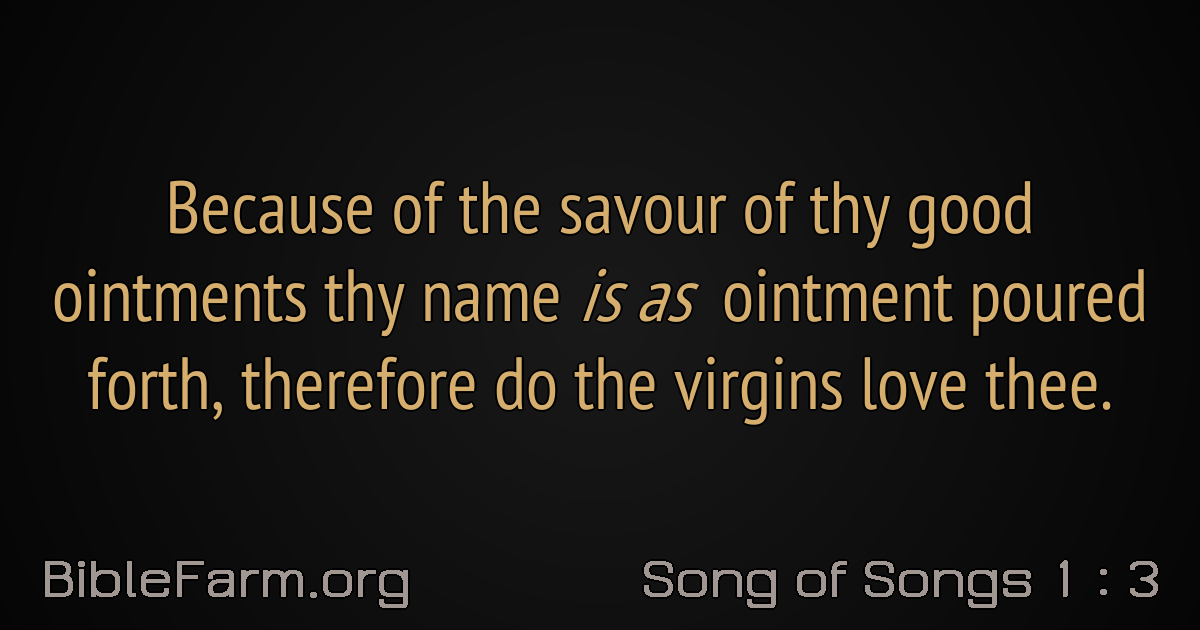 Because of the savour of thy good
ointments thy name is as ointment poured
forth, therefore do the virgins love thee.
BibleFarm.org
Song of Songs 1 : 3